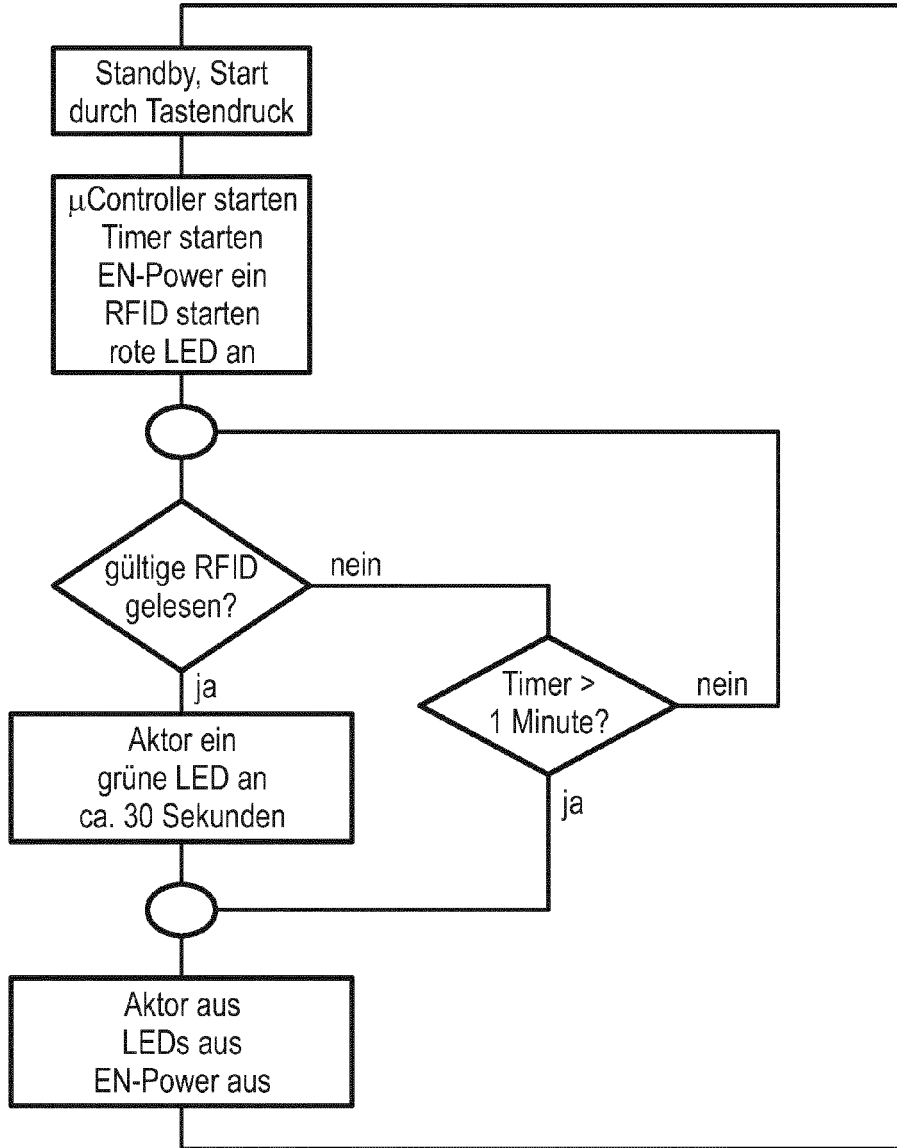 Standby, Start
durch Tastendruck
µController starten
Timer starten
EN-Power ein
RFID starten
rote LED an
gültige RFID
gelesen?
nein
ja
Timer >
1 Minute?
nein
ja
Aktor ein
grüne LED an
ca. 30 Sekunden
Aktor aus
LEDs aus
EN-Power aus